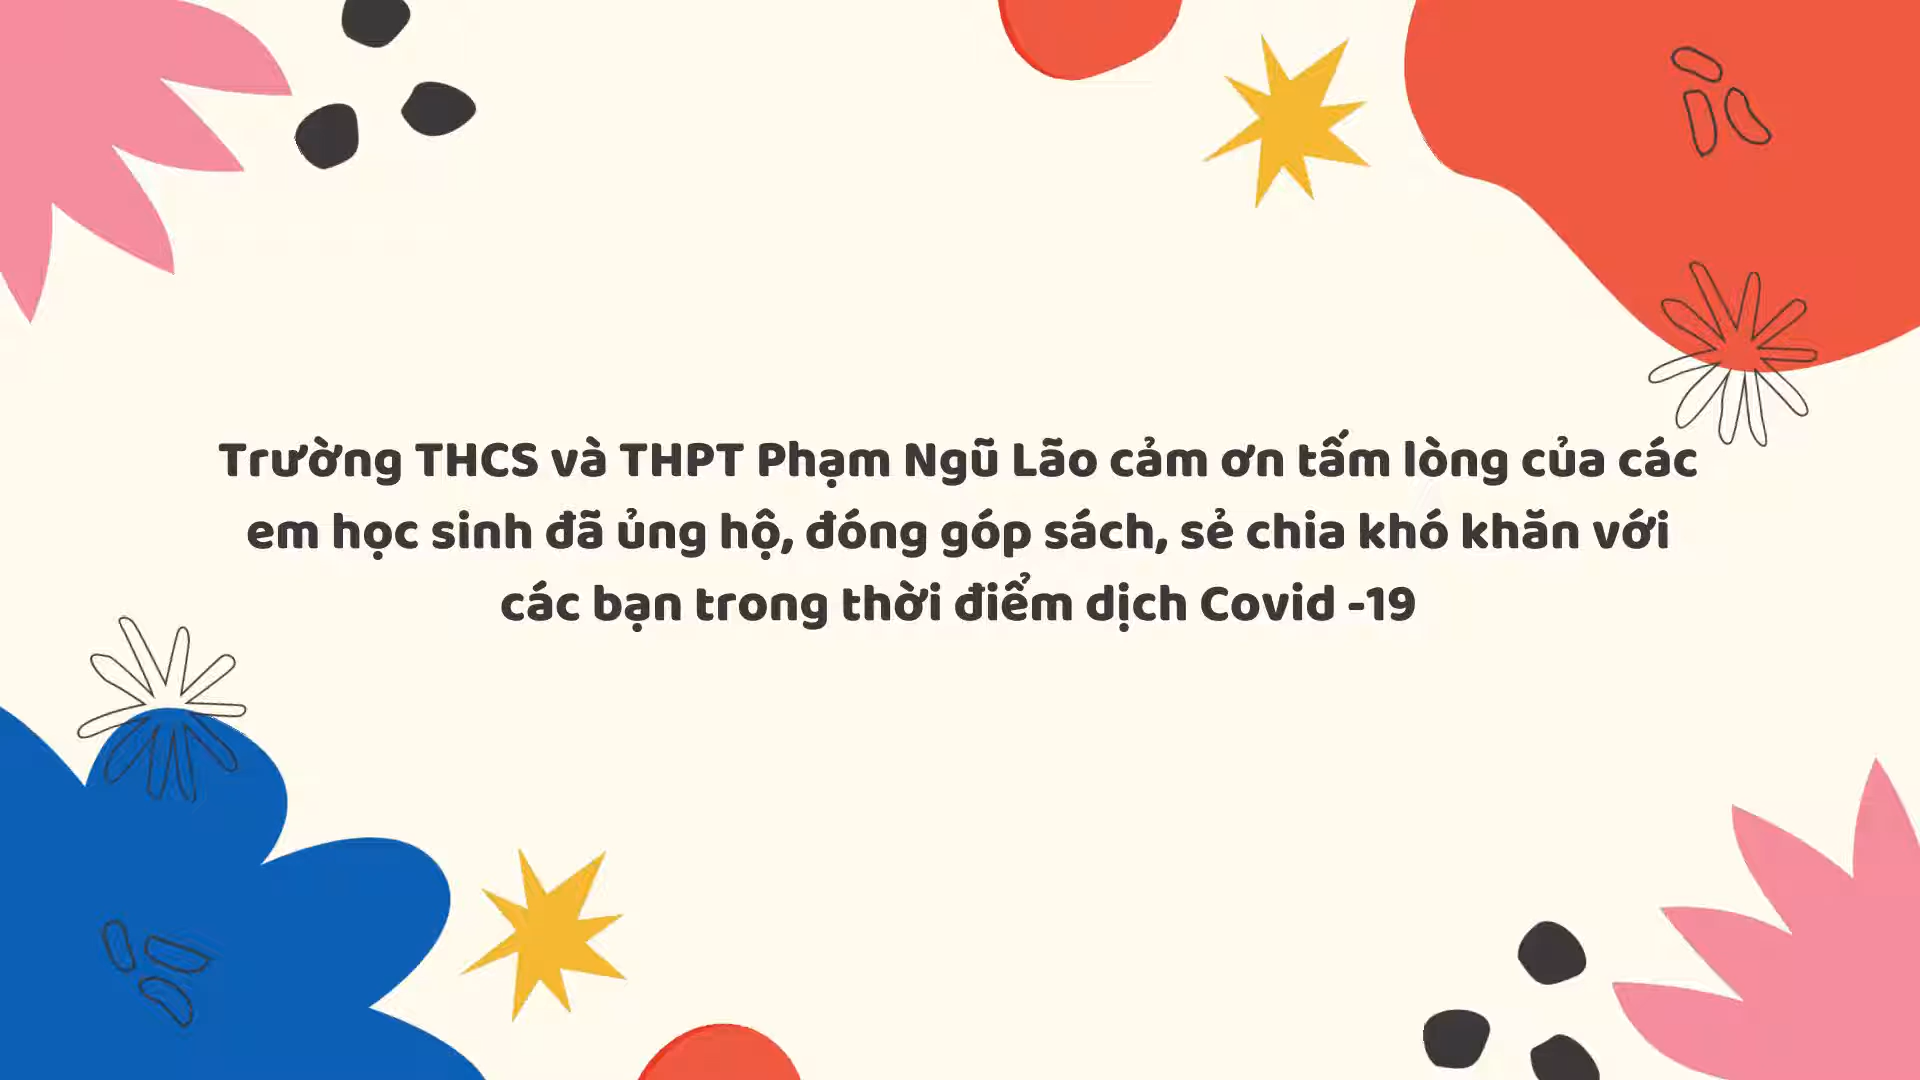 Trường THCS và THPT Phạm Ngũ Lão cảm ơn tấm lòng của các
em học sinh đã ủng hộ, đóng góp sách, sẻ chia khó khăn với
các bạn trong thời điểm dịch Covid -19